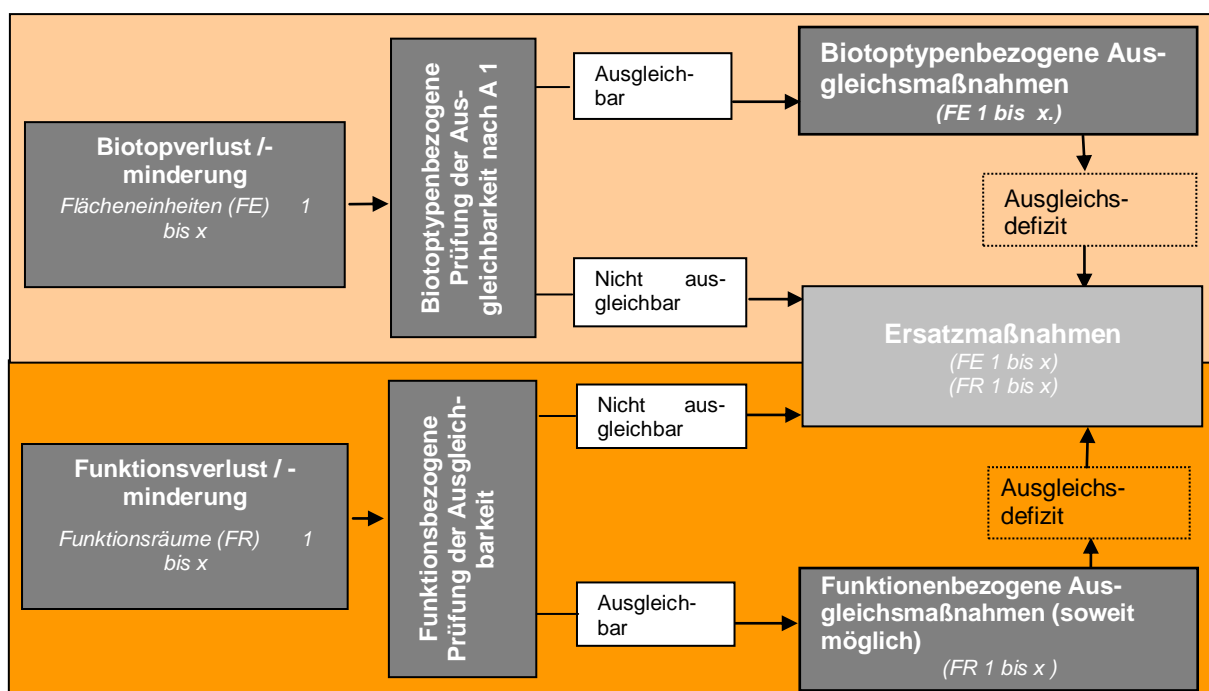 Biotopverlust /-
minderung
Flächeneinheiten (FE) 1
bis x
Biotoptypenbezogene
Prüfung der Aus-
gleichbarkeit nach A 1
Ausgleich-
bar
Biotoptypenbezogene Aus-
gleichsmaßnahmen
(FE 1 bis x.)
Ausgleichs-
defizit
Nicht aus-
gleichbar
Ersatzmaßnahmen
(FE 1 bis x)
(FR 1 bis x)
Funktionsverlust / -
minderung
Funktionsräume (FR) 1
bis x
Funktionsbezogene
Prüfung der Ausgleich-
barkeit
Nicht aus-
gleichbar
Ausgleichs-
defizit
Ausgleich-
bar
Funktionenbezogene Aus-
gleichsmaßnahmen (soweit
möglich)
(FR 1 bis x )